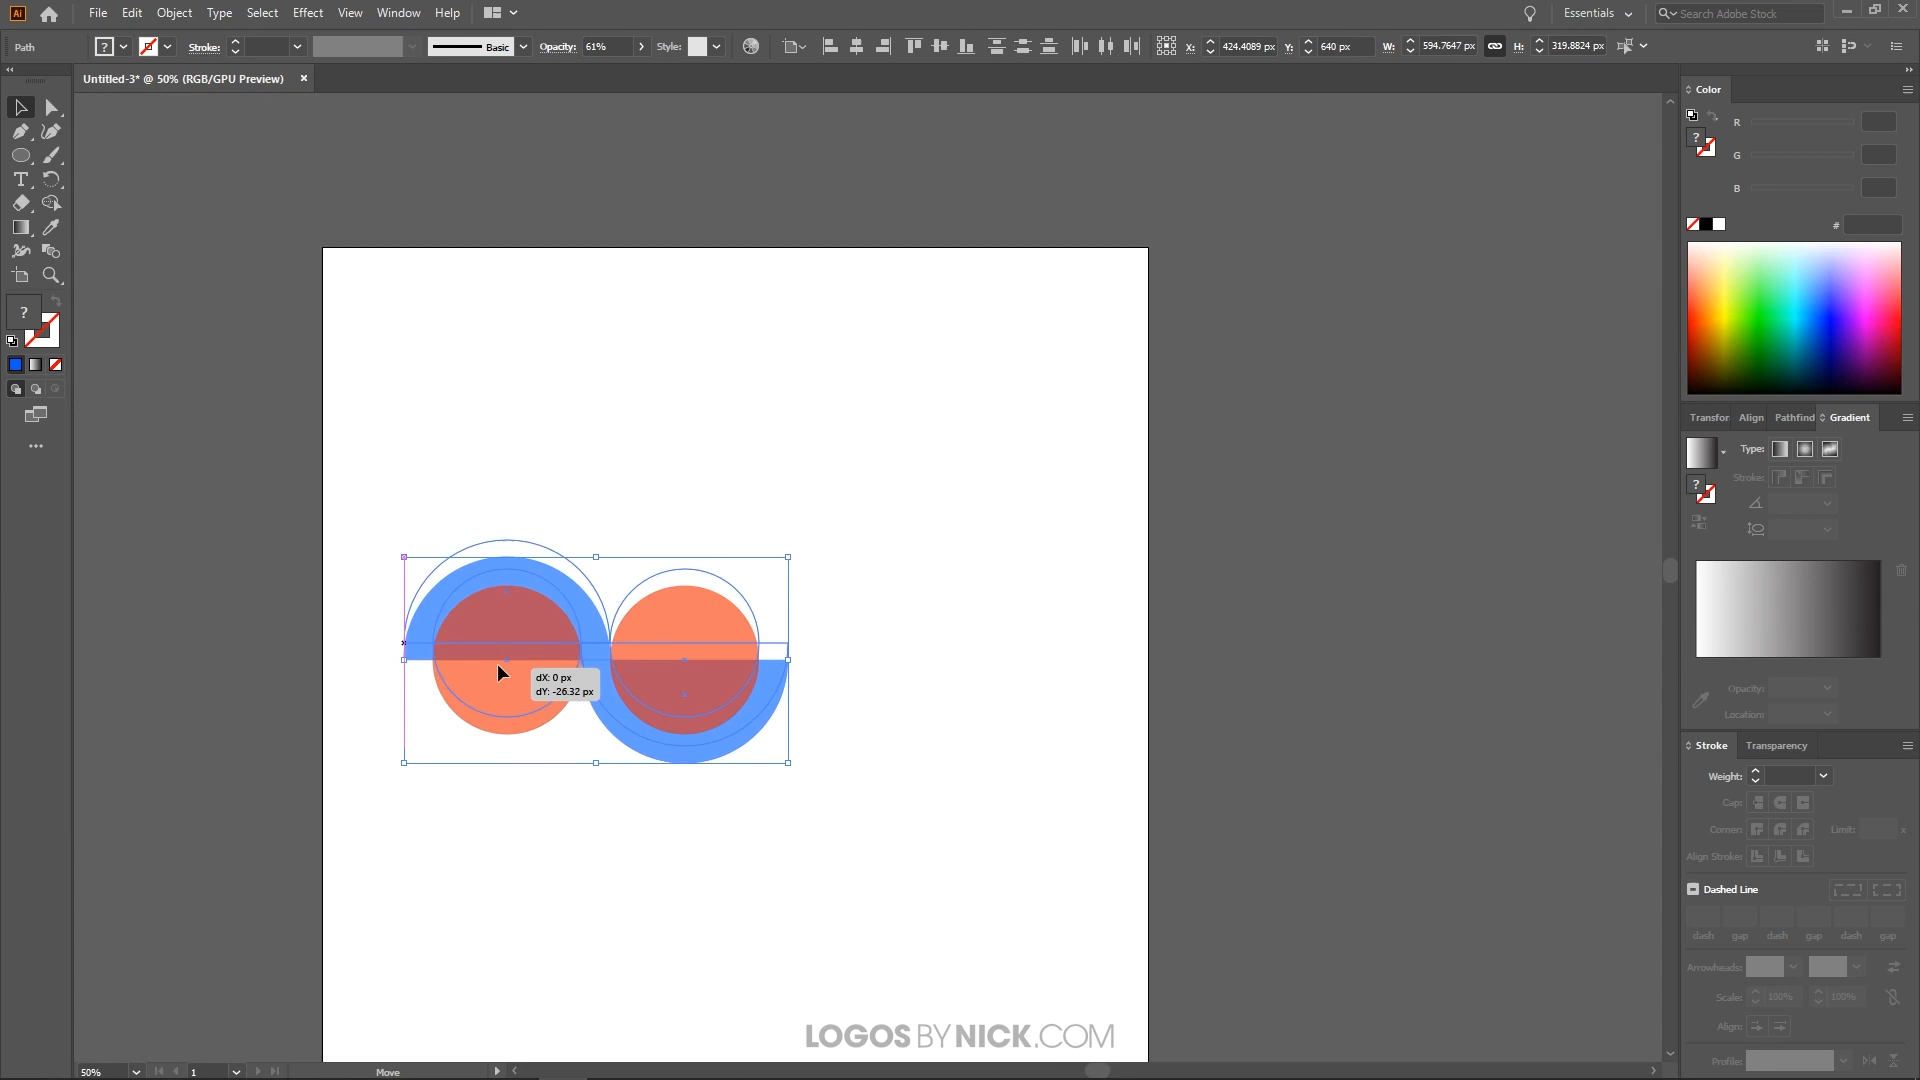 Ai File Edit Object Type Select Effect View Window Help Essentials Search Adobe Stock
Path ? Stroke: Basic Opacity: 61% Style: X: 424.4089 px Y: 640 px W: 594.7647 px H: 319.8824 px
Untitled-3* @ 50% (RGB/GPU Preview) ×
Color
R
?
G
B
#
?
Transfor Align Pathfind Gradient
Type:
Stroke:
?
dX: 0 px
dY: -26.32 px
Opacity:
Location:
Stroke Transparency
Weight:
Cap:
Corner: Limit: x
Align Stroke:
Dashed Line
dash gap dash gap dash gap
Arrowheads:
Scale: 100% 100%
Align:
Profile:
LOGOS BY NICK.COM
50% 1 Move